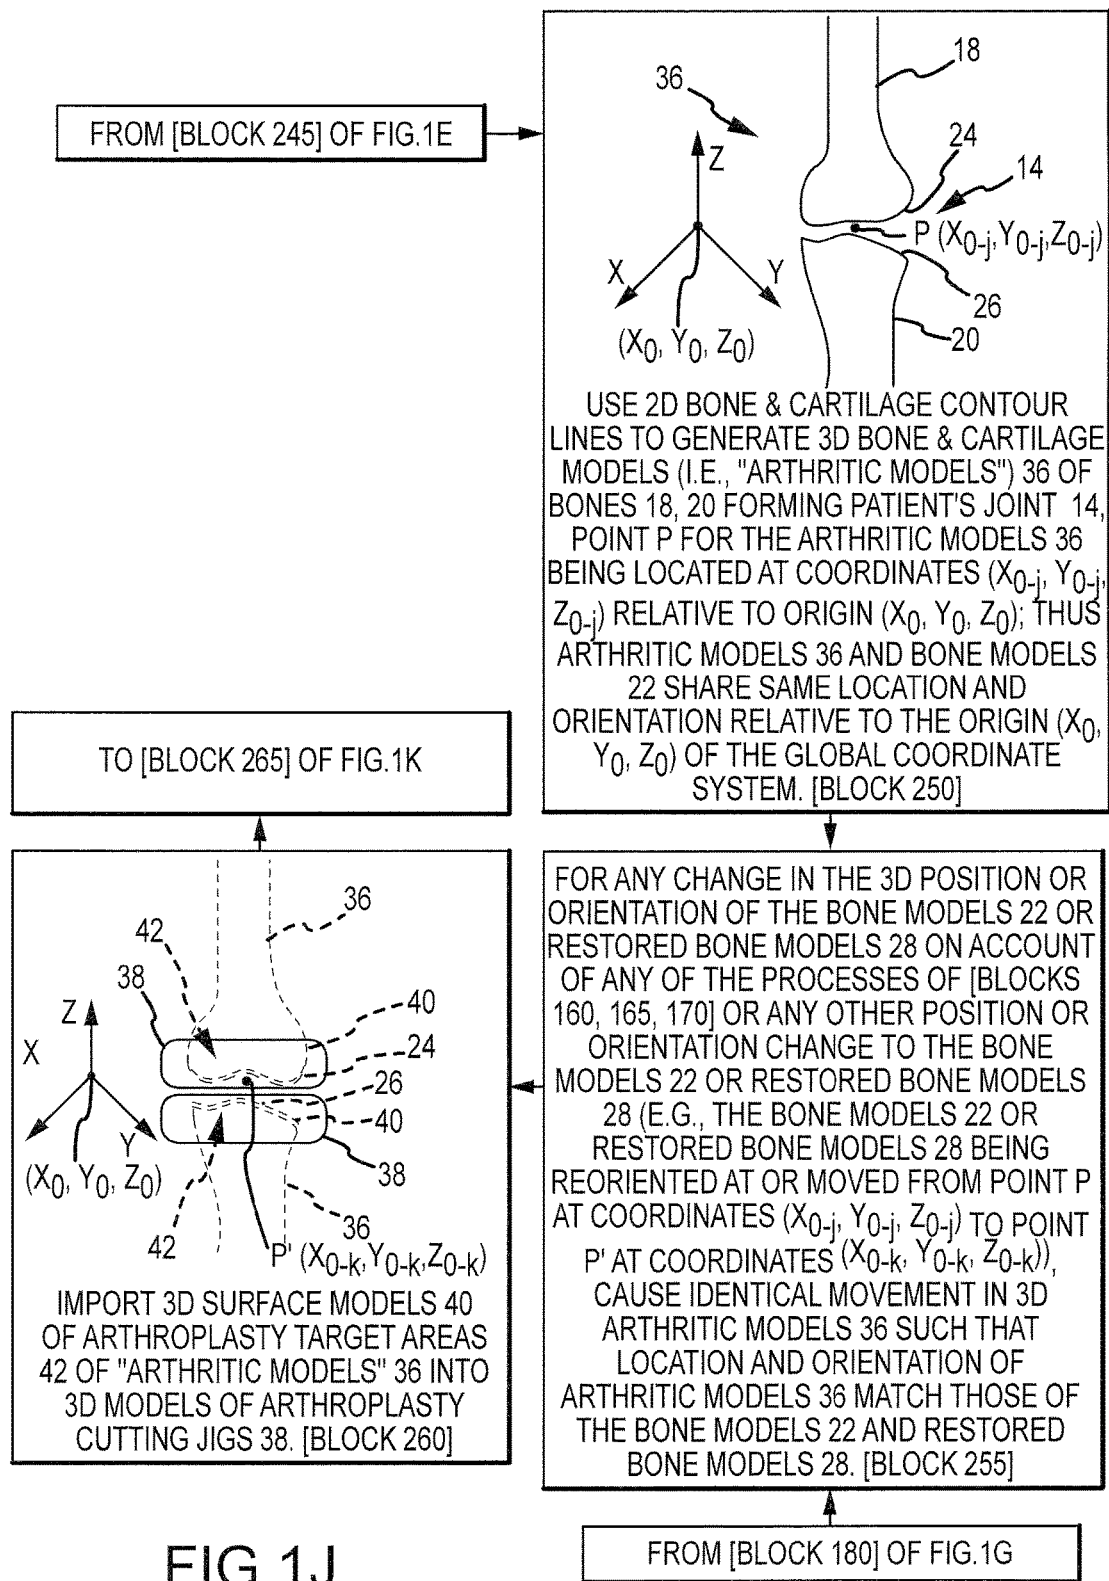 FROM [BLOCK 245] OF FIG.1E
36
18
24
14
Z
P (X0-j,Y0-j,Z0-j)
X
Y
26
20
(X0, Y0, Z0)
USE 2D BONE & CARTILAGE CONTOUR
LINES TO GENERATE 3D BONE & CARTILAGE
MODELS (I.E., "ARTHRITIC MODELS") 36 OF
BONES 18, 20 FORMING PATIENT'S JOINT 14,
POINT P FOR THE ARTHRITIC MODELS 36
BEING LOCATED AT COORDINATES (X0-j, Y0-j,
Z0-j) RELATIVE TO ORIGIN (X0, Y0, Z0); THUS
ARTHRITIC MODELS 36 AND BONE MODELS
22 SHARE SAME LOCATION AND
ORIENTATION RELATIVE TO THE ORIGIN (X0,
Y0, Z0) OF THE GLOBAL COORDINATE
SYSTEM. [BLOCK 250]
FOR ANY CHANGE IN THE 3D POSITION OR
ORIENTATION OF THE BONE MODELS 22 OR
RESTORED BONE MODELS 28 ON ACCOUNT
OF ANY OF THE PROCESSES OF [BLOCKS
160, 165, 170] OR ANY OTHER POSITION OR
ORIENTATION CHANGE TO THE BONE
MODELS 22 OR RESTORED BONE MODELS
28 (E.G., THE BONE MODELS 22 OR
RESTORED BONE MODELS 28 BEING
REORIENTED AT OR MOVED FROM POINT P
AT COORDINATES (X0-j, Y0-j, Z0-j) TO POINT
P' AT COORDINATES (X0-k, Y0-k, Z0-k)),
CAUSE IDENTICAL MOVEMENT IN 3D
ARTHRITIC MODELS 36 SUCH THAT
LOCATION AND ORIENTATION OF
ARTHRITIC MODELS 36 MATCH THOSE OF
THE BONE MODELS 22 AND RESTORED
BONE MODELS 28. [BLOCK 255]
FROM [BLOCK 180] OF FIG.1G
TO [BLOCK 265] OF FIG.1K
36
42
38
Z
40
X
24
26
40
Y
38
(X0, Y0, Z0)
36
42
P' (X0-k,Y0-k,Z0-k)
IMPORT 3D SURFACE MODELS 40
OF ARTHROPLASTY TARGET AREAS
42 OF "ARTHRITIC MODELS" 36 INTO
3D MODELS OF ARTHROPLASTY
CUTTING JIGS 38. [BLOCK 260]
FIG.1J